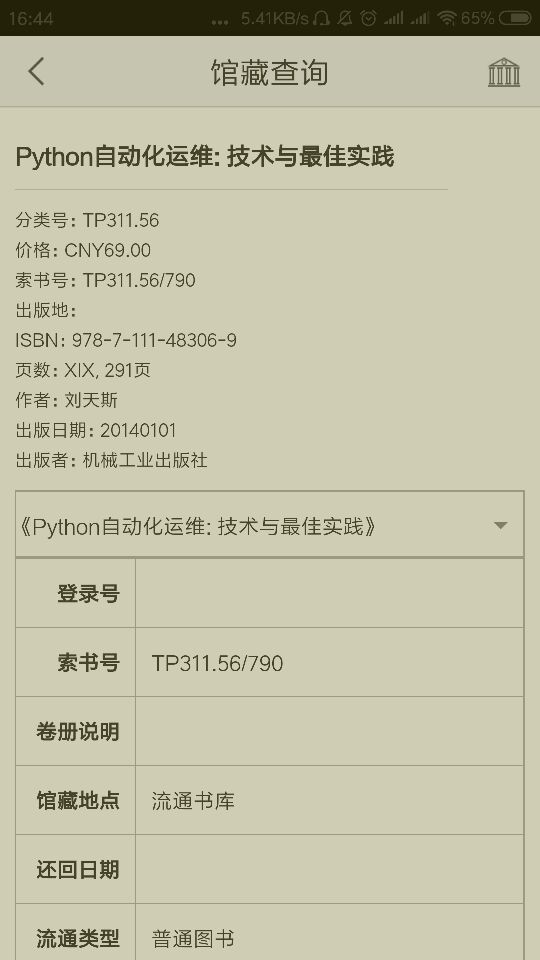 16:44 ... 5.41KB/s 65%
馆藏查询
Python自动化运维: 技术与最佳实践
分类号: TP311.56
价格: CNY69.00
索书号: TP311.56/790
出版地:
ISBN: 978-7-111-48306-9
页数: XIX, 291页
作者: 刘天斯
出版日期: 20140101
出版者: 机械工业出版社
《Python自动化运维: 技术与最佳实践》
登录号
索书号 TP311.56/790
卷册说明
馆藏地点 流通书库
还回日期
流通类型 普通图书